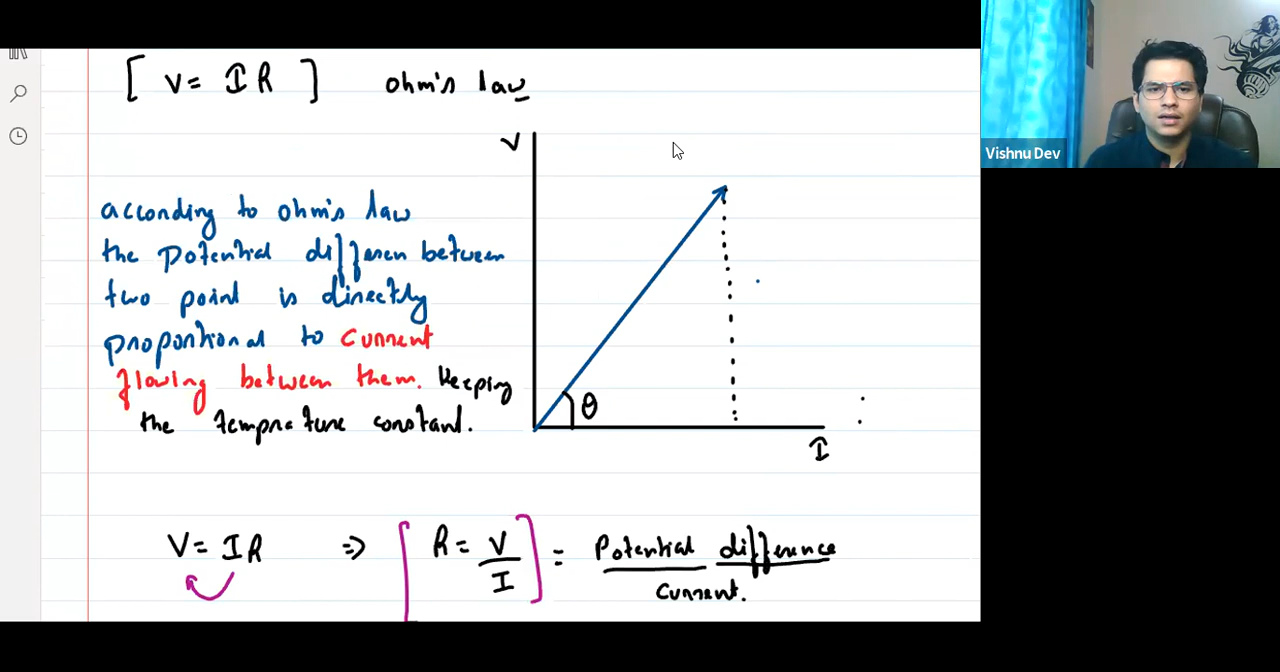 [ V = IR ] ohm's law
Vishnu Dev
V
according to ohm's law
the potential differen between
two point is directly
proportional to current
flowing between them. Keeping
the temprature constant.
θ
I
V = IR ⇒ [ R = V/I ] = Potential difference/Current.